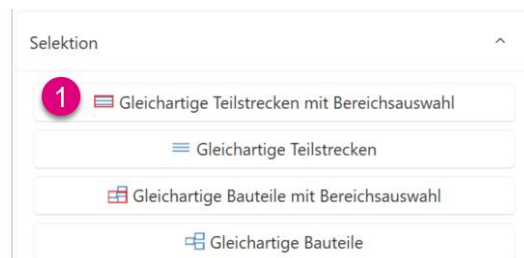 Selektion
1 Gleichartige Teilstrecken mit Bereichsauswahl
Gleichartige Teilstrecken
Gleichartige Bauteile mit Bereichsauswahl
Gleichartige Bauteile